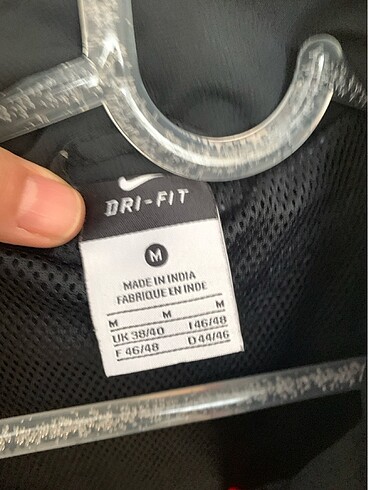 DRI-FIT
M
MADE IN INDIA
FABRIQUE EN INDE
M M M
UK 38/40 I 46/48
F 46/48 D 44/46